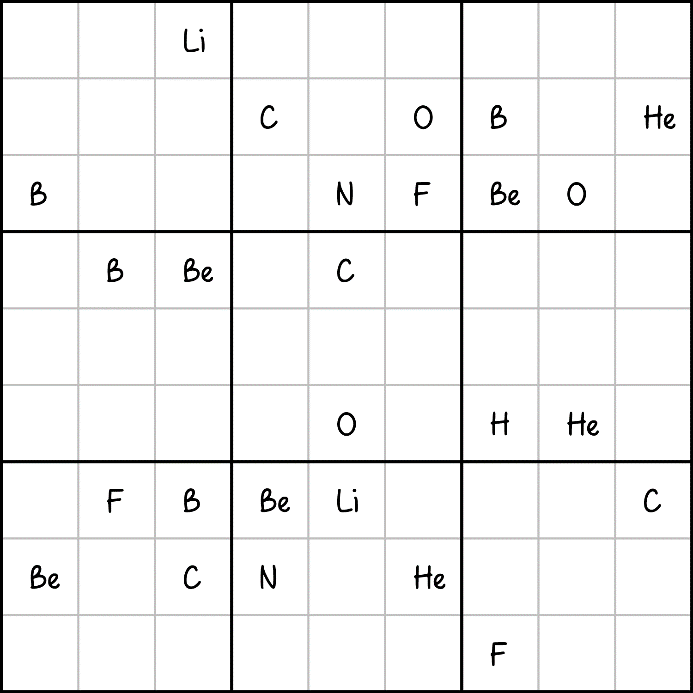 Li
C O B He
B N F Be O
B Be C
O H He
F B Be Li C
Be C N He
F